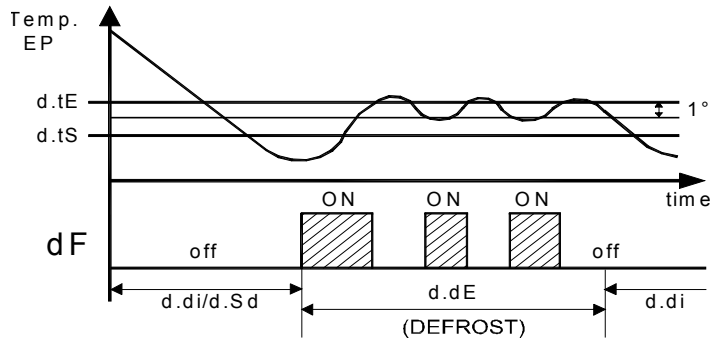 Temp.
EP
d.tE
1°
d.tS
time
ON ON ON
dF
off off
d.di/d.Sd d.dE d.di
(DEFROST)